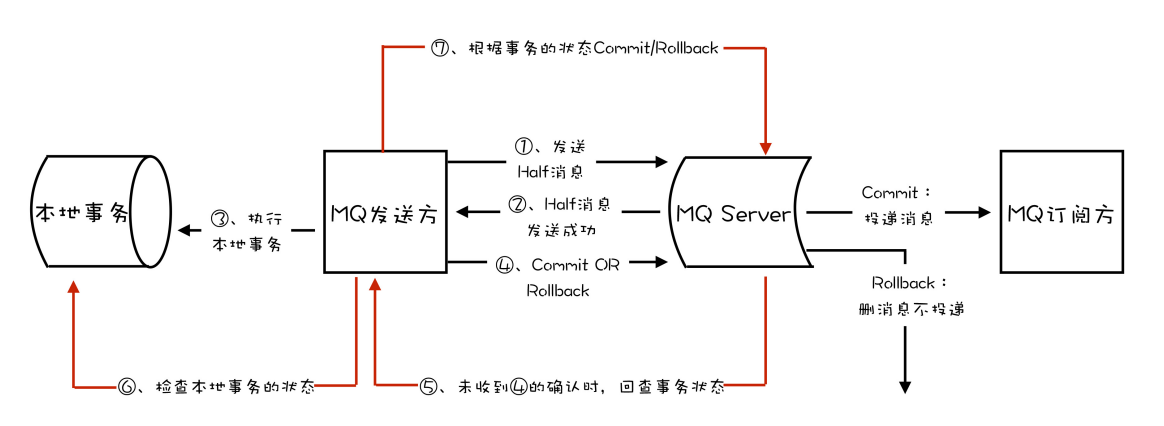 ⑦、根据事务的状态Commit/Rollback
①、发送
Half消息
②、Half消息
发送成功
③、执行
本地事务
④、Commit OR
Rollback
本地事务
MQ发送方
MQ Server
Commit：
投递消息
MQ订阅方
Rollback：
删消息不投递
⑥、检查本地事务的状态
⑤、未收到④的确认时，回查事务状态